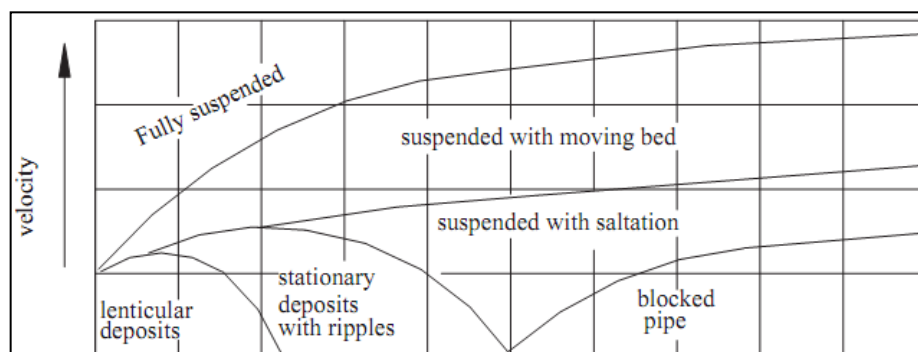 Fully suspended
suspended with moving bed
velocity
suspended with saltation
stationary
deposits
with ripples
lenticular
deposits
blocked
pipe